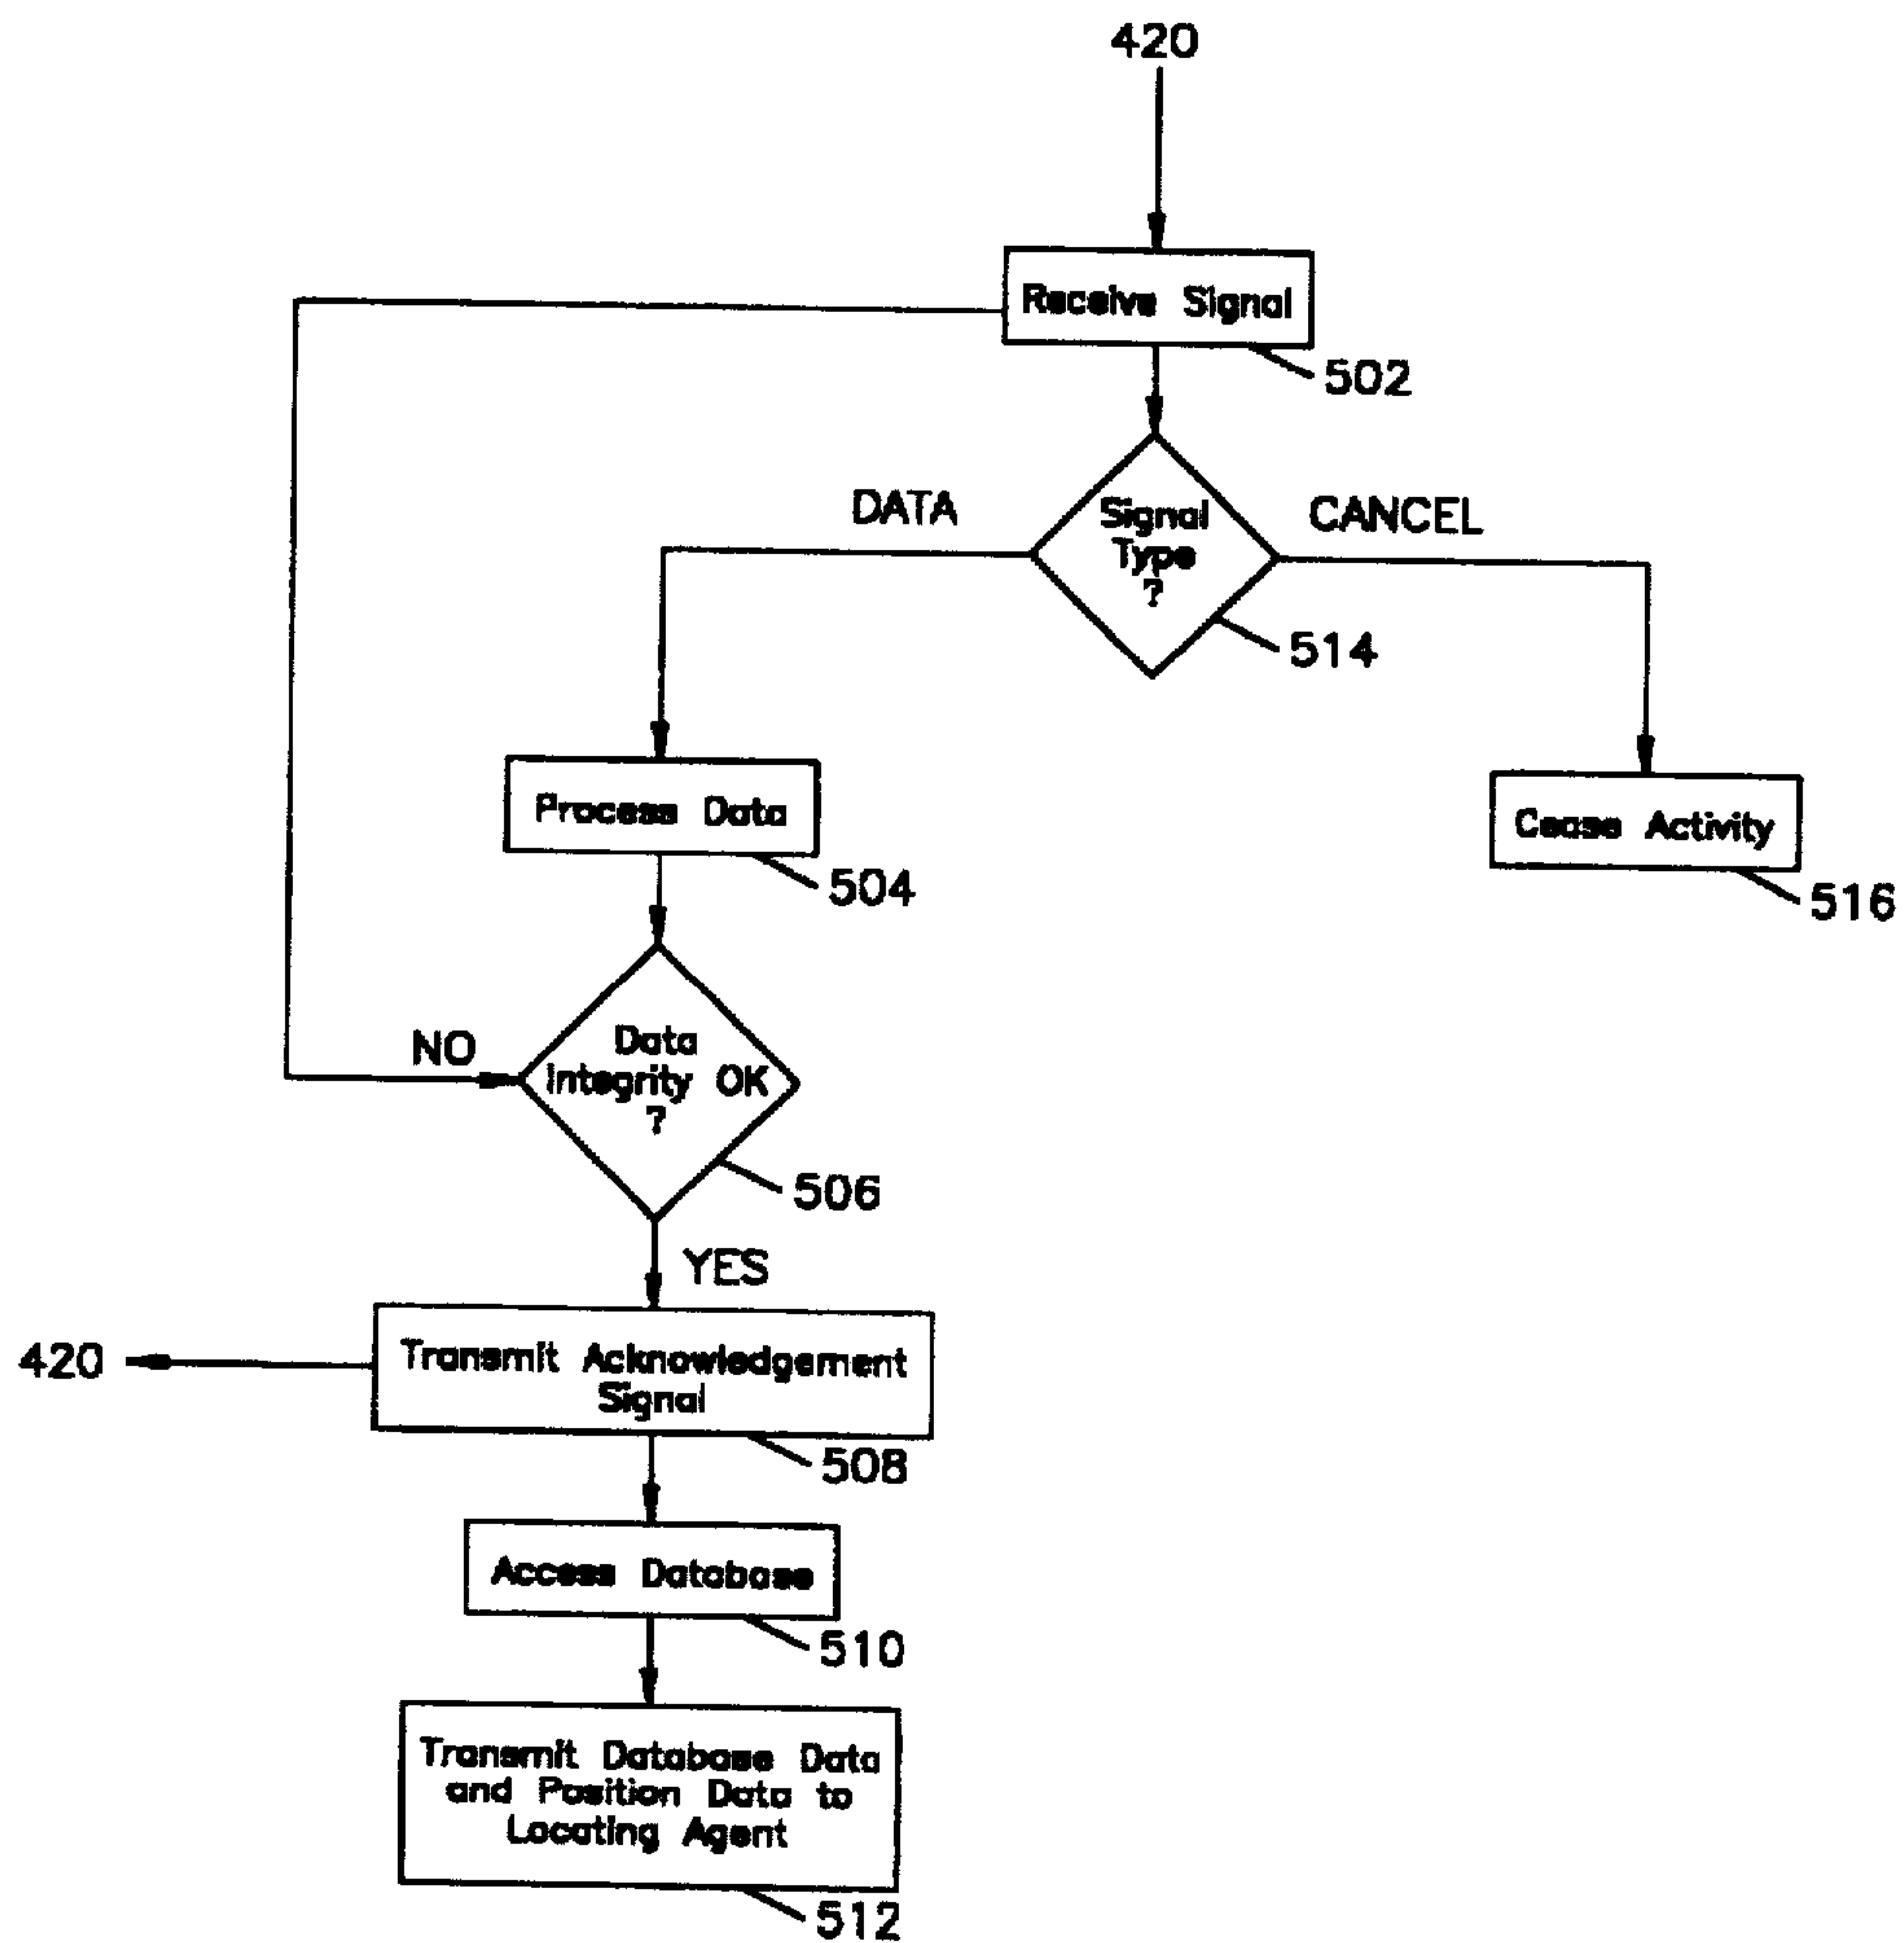 420
Receive Signal
502
DATA
Signal
Type
?
CANCEL
514
Process Data
504
Cease Activity
516
NO
Data
Integrity OK
?
506
YES
420
Transmit Acknowledgement
Signal
508
Access Database
510
Transmit Database Data
and Position Data to
Locating Agent
512